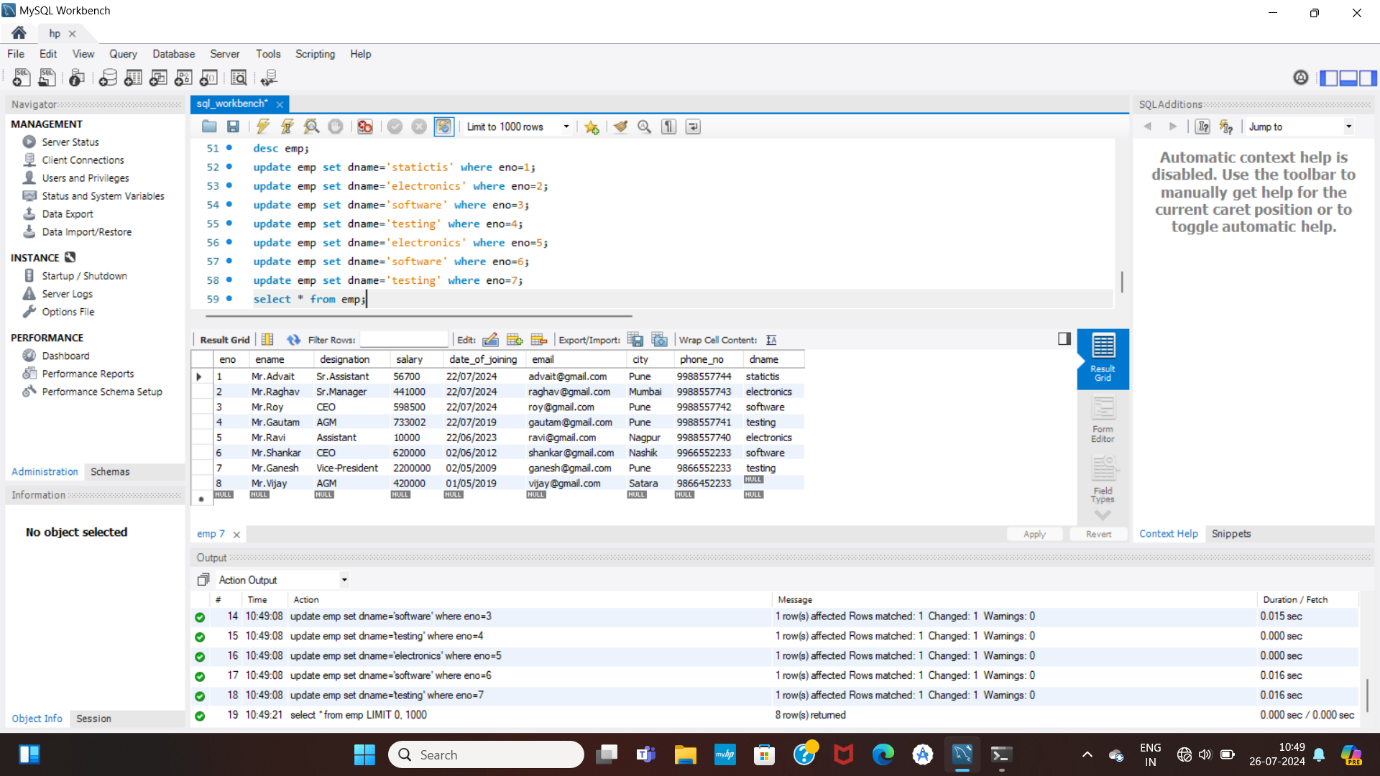 MySQL Workbench
hp
File Edit View Query Database Server Tools Scripting Help
Navigator
MANAGEMENT
Server Status
Client Connections
Users and Privileges
Status and System Variables
Data Export
Data Import/Restore
INSTANCE
Startup / Shutdown
Server Logs
Options File
PERFORMANCE
Dashboard
Performance Reports
Performance Schema Setup
Administration Schemas
Information
No object selected
Object Info Session
sql_workbench*
Limit to 1000 rows
51 desc emp;
52 update emp set dname='statictis' where eno=1;
53 update emp set dname='electronics' where eno=2;
54 update emp set dname='software' where eno=3;
55 update emp set dname='testing' where eno=4;
56 update emp set dname='electronics' where eno=5;
57 update emp set dname='software' where eno=6;
58 update emp set dname='testing' where eno=7;
59 select * from emp;
Result Grid Filter Rows: Edit: Export/Import: Wrap Cell Content:
eno ename designation salary date_of_joining email city phone_no dname
1 Mr.Advait Sr.Assistant 56700 22/07/2024 advait@gmail.com Pune 9988557744 statictis
2 Mr.Raghav Sr.Manager 441000 22/07/2024 raghav@gmail.com Mumbai 9988557743 electronics
3 Mr.Roy CEO 598500 22/07/2024 roy@gmail.com Pune 9988557742 software
4 Mr.Gautam AGM 733002 22/07/2019 gautam@gmail.com Pune 9988557741 testing
5 Mr.Ravi Assistant 10000 22/06/2023 ravi@gmail.com Nagpur 9988557740 electronics
6 Mr.Shankar CEO 620000 02/06/2012 shankar@gmail.com Nashik 9966552233 software
7 Mr.Ganesh Vice-President 2200000 02/05/2009 ganesh@gmail.com Pune 9866552233 testing
8 Mr.Vijay AGM 420000 01/05/2019 vijay@gmail.com Satara 9866452233 NULL
NULL NULL NULL NULL NULL NULL NULL NULL NULL
Result Grid
Form Editor
Field Types
emp 7
Apply Revert
SQLAdditions
Jump to
Automatic context help is
disabled. Use the toolbar to
manually get help for the
current caret position or to
toggle automatic help.
Context Help Snippets
Output
Action Output
# Time Action Message Duration / Fetch
14 10:49:08 update emp set dname='software' where eno=3 1 row(s) affected Rows matched: 1 Changed: 1 Warnings: 0 0.015 sec
15 10:49:08 update emp set dname='testing' where eno=4 1 row(s) affected Rows matched: 1 Changed: 1 Warnings: 0 0.000 sec
16 10:49:08 update emp set dname='electronics' where eno=5 1 row(s) affected Rows matched: 1 Changed: 1 Warnings: 0 0.000 sec
17 10:49:08 update emp set dname='software' where eno=6 1 row(s) affected Rows matched: 1 Changed: 1 Warnings: 0 0.016 sec
18 10:49:08 update emp set dname='testing' where eno=7 1 row(s) affected Rows matched: 1 Changed: 1 Warnings: 0 0.016 sec
19 10:49:21 select * from emp LIMIT 0, 1000 8 row(s) returned 0.000 sec / 0.000 sec
Search
ENG
IN
10:49
26-07-2024
PRE